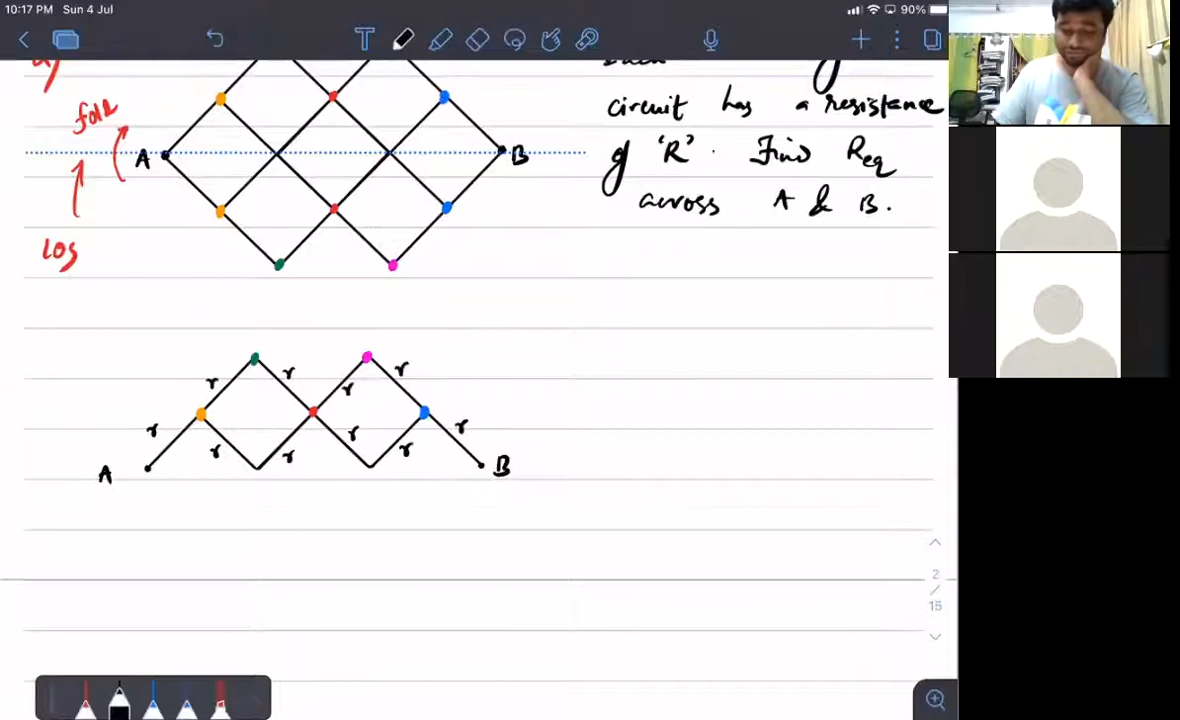 10:17 PM Sun 4 Jul
90%
T
fold
circuit has a resistance
A
B
of 'R'. Find Req
across A & B.
LOS
r r r r
r r r r r r
A
B
2
/
15